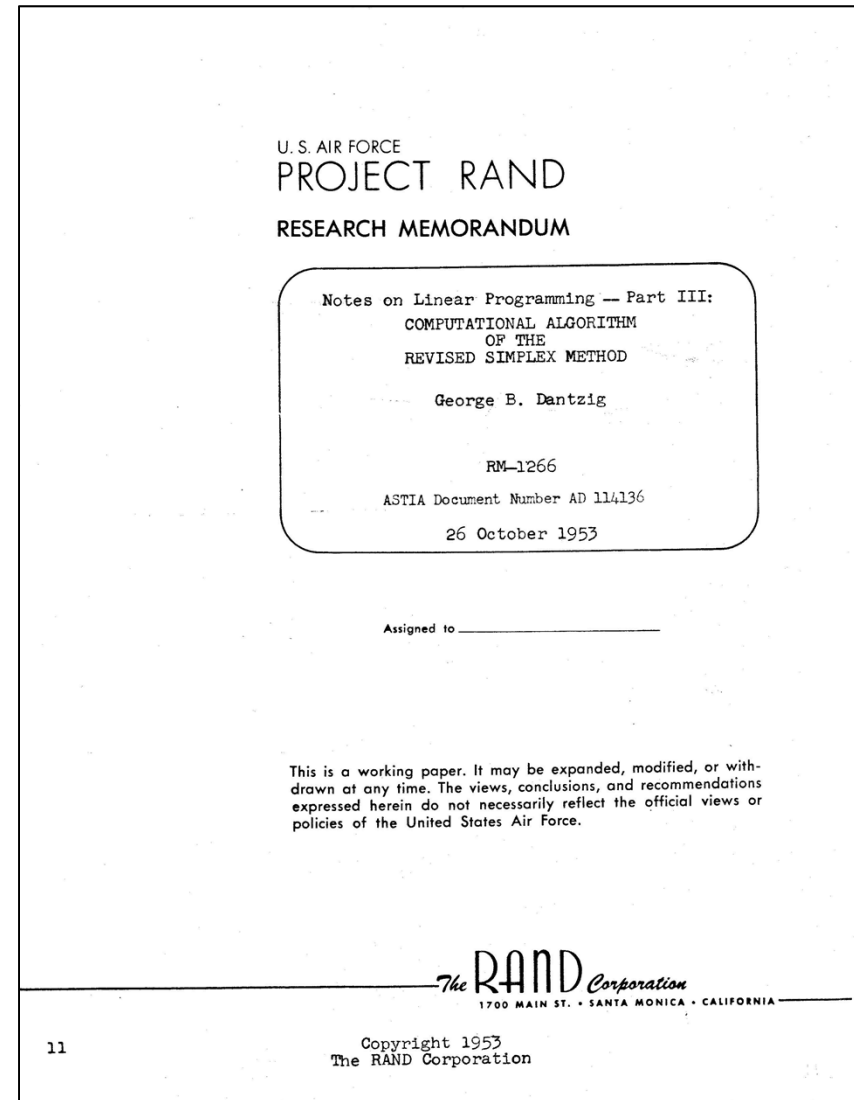 U. S. AIR FORCE
PROJECT RAND
RESEARCH MEMORANDUM
Notes on Linear Programming — Part III:
COMPUTATIONAL ALGORITHM
OF THE
REVISED SIMPLEX METHOD
George B. Dantzig
RM—1266
ASTIA Document Number AD 114136
26 October 1953
Assigned to
This is a working paper. It may be expanded, modified, or with-
drawn at any time. The views, conclusions, and recommendations
expressed herein do not necessarily reflect the official views or
policies of the United States Air Force.
The RAND Corporation
1700 MAIN ST. • SANTA MONICA • CALIFORNIA
11
Copyright 1953
The RAND Corporation